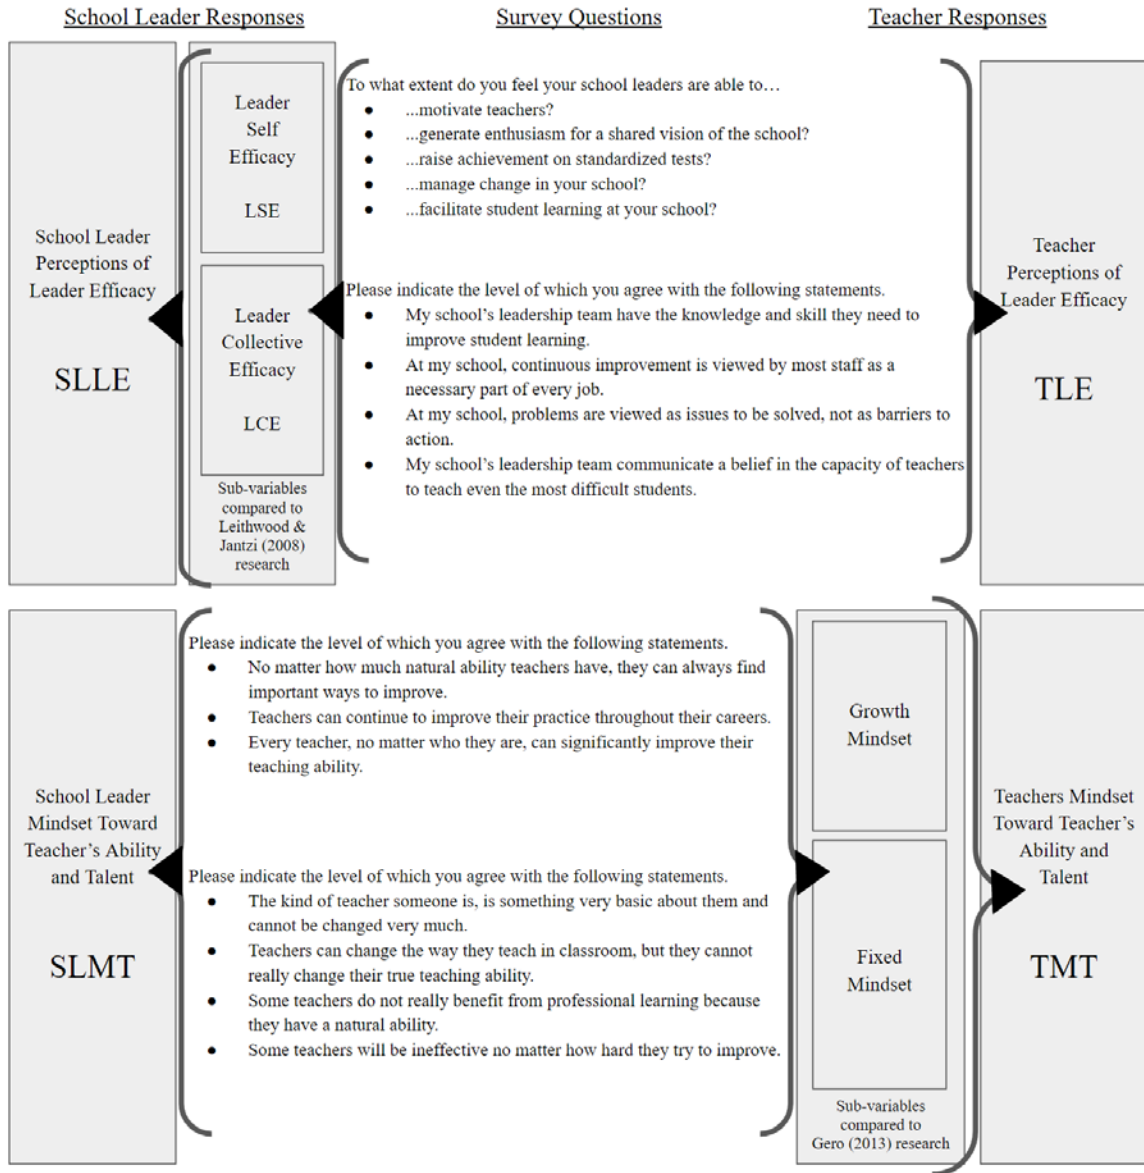 School Leader Responses
Survey Questions
Teacher Responses
School Leader
Perceptions of
Leader Efficacy
SLLE
Leader
Self
Efficacy
LSE
Leader
Collective
Efficacy
LCE
Sub-variables
compared to
Leithwood &
Jantzi (2008)
research
To what extent do you feel your school leaders are able to…
● ...motivate teachers?
● ...generate enthusiasm for a shared vision of the school?
● ...raise achievement on standardized tests?
● ...manage change in your school?
● ...facilitate student learning at your school?
Please indicate the level of which you agree with the following statements.
● My school’s leadership team have the knowledge and skill they need to
improve student learning.
● At my school, continuous improvement is viewed by most staff as a
necessary part of every job.
● At my school, problems are viewed as issues to be solved, not as barriers to
action.
● My school’s leadership team communicate a belief in the capacity of teachers
to teach even the most difficult students.
Teacher
Perceptions of
Leader Efficacy
TLE
School Leader
Mindset Toward
Teacher’s Ability
and Talent
SLMT
Please indicate the level of which you agree with the following statements.
● No matter how much natural ability teachers have, they can always find
important ways to improve.
● Teachers can continue to improve their practice throughout their careers.
● Every teacher, no matter who they are, can significantly improve their
teaching ability.
Please indicate the level of which you agree with the following statements.
● The kind of teacher someone is, is something very basic about them and
cannot be changed very much.
● Teachers can change the way they teach in classroom, but they cannot
really change their true teaching ability.
● Some teachers do not really benefit from professional learning because
they have a natural ability.
● Some teachers will be ineffective no matter how hard they try to improve.
Growth
Mindset
Fixed
Mindset
Sub-variables
compared to
Gero (2013) research
Teachers Mindset
Toward Teacher’s
Ability and
Talent
TMT